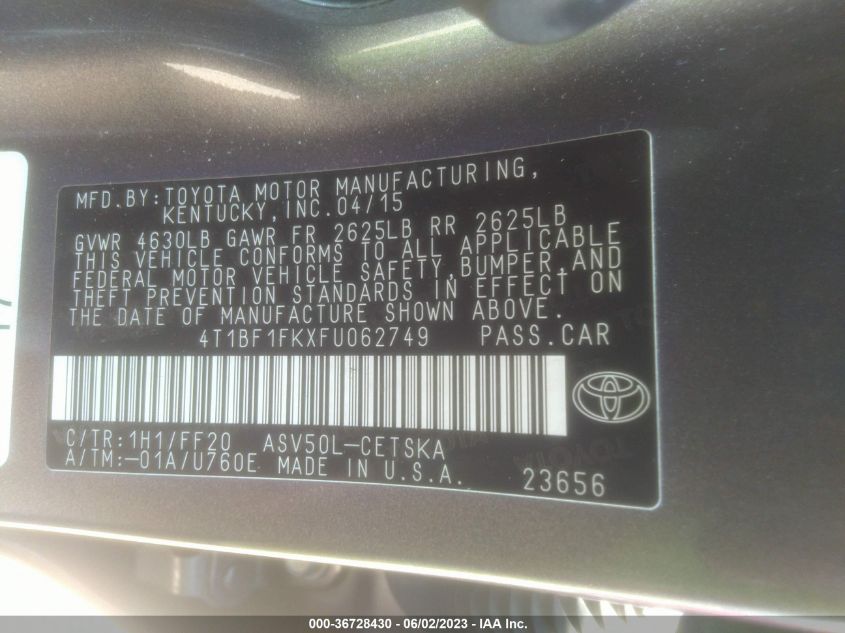 MFD.BY:TOYOTA MOTOR MANUFACTURING,
KENTUCKY,INC.04/15
GVWR 4630LB GAWR FR 2625LB RR 2625LB
THIS VEHICLE CONFORMS TO ALL APPLICABLE
FEDERAL MOTOR VEHICLE SAFETY,BUMPER,AND
THEFT PREVENTION STANDARDS IN EFFECT ON
THE DATE OF MANUFACTURE SHOWN ABOVE.
4T1BF1FKXFU062749 PASS.CAR
C/TR:1H1/FF20 ASV50L-CETSKA
A/TM:-01A/U760E MADE IN U.S.A.
23656
000-36728430 - 06/02/2023 - IAA Inc.